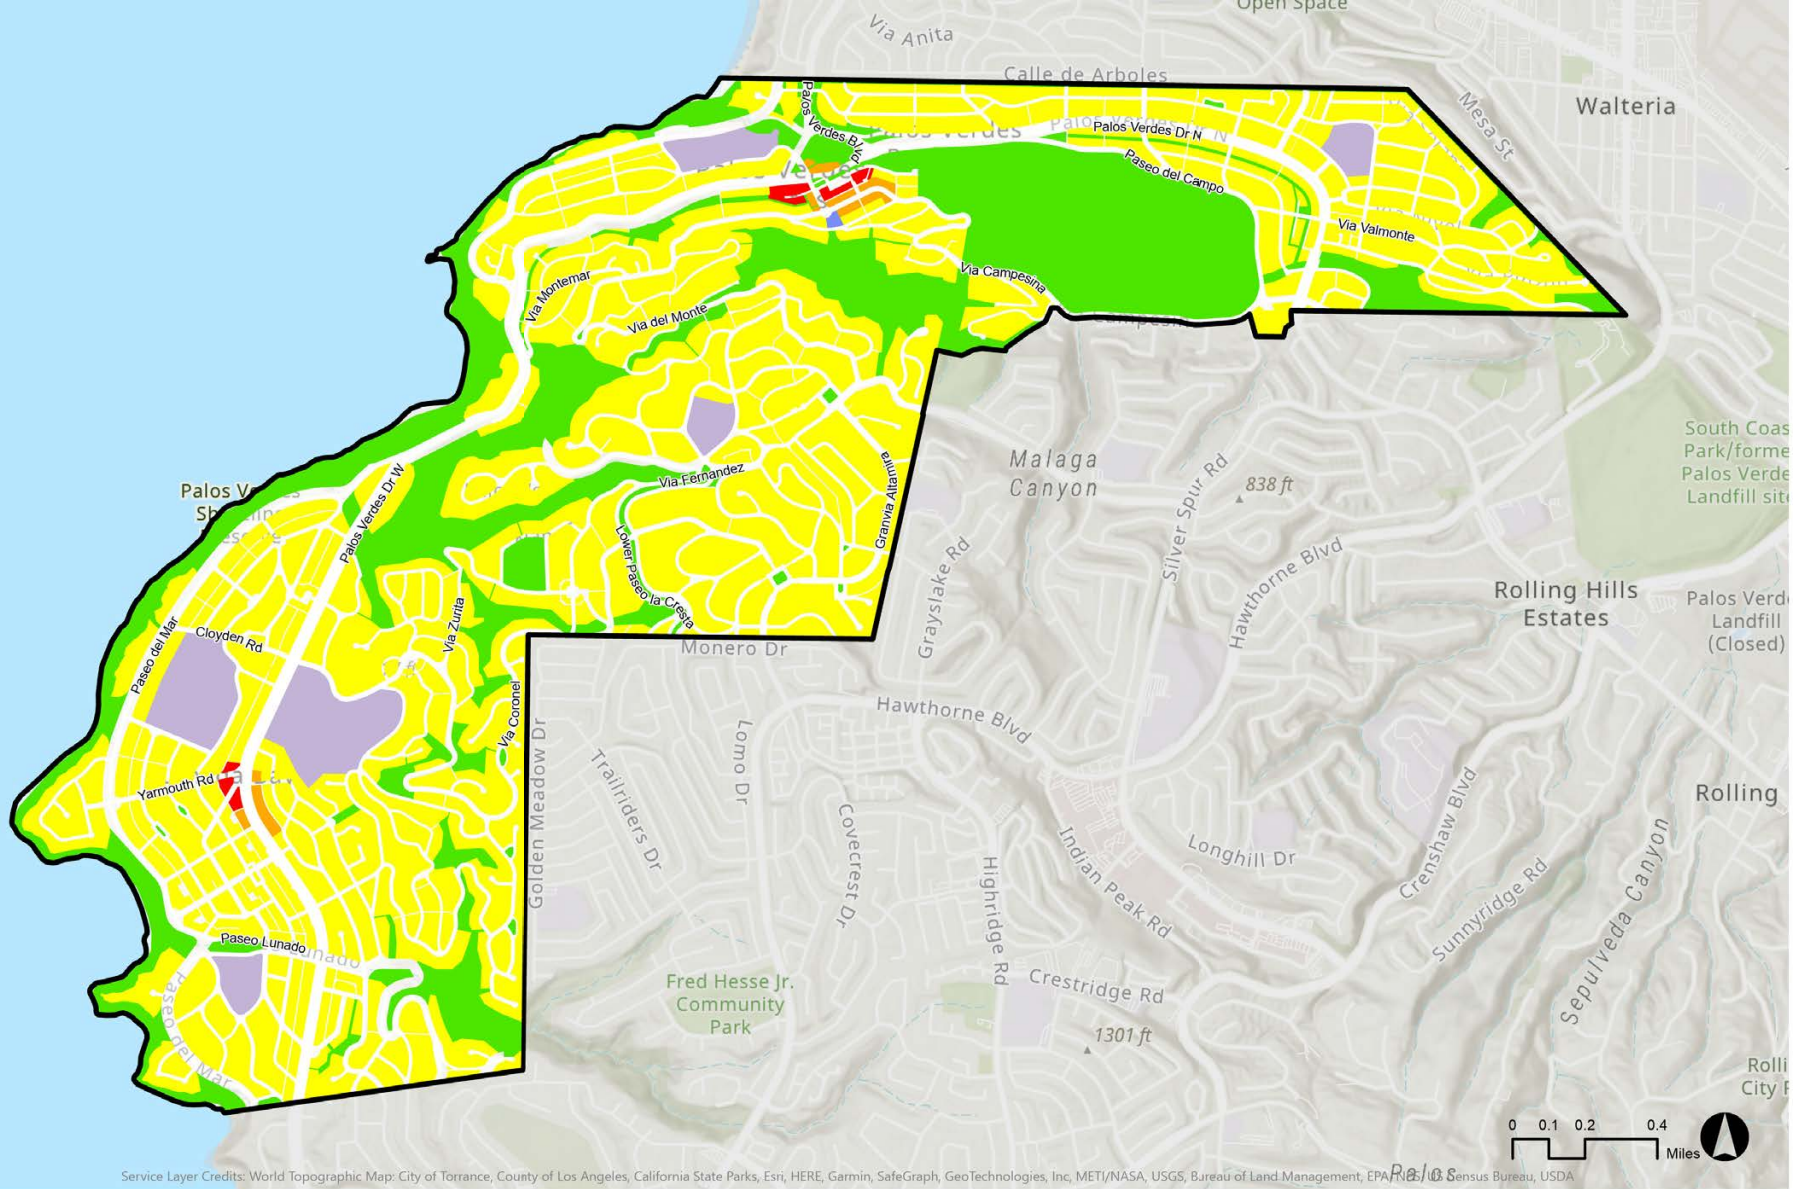 Open Space
Via Anita
Calle de Arboles
Mesa St
Walteria
Palos Verdes Blvd
Palos Verdes Dr N
Paseo del Campo
Via Valmonte
Via Campesina
Via Montemar
Via del Monte
Malaga
Canyon
838 ft
Silver Spur Rd
Hawthorne Blvd
Grayslake Rd
South Coas
Park/forme
Palos Verde
Landfill site
Via Fernandez
Granvia Altamira
Lower Paseo la Cresta
Palos Verdes Dr W
Rolling Hills
Estates
Palos Verd
Landfill
(Closed)
Paseo del Mar
Cloyden Rd
Via Zurita
Via Coronel
Monero Dr
Hawthorne Blvd
Golden Meadow Dr
Trailriders Dr
Lomo Dr
Covecrest Dr
Yarmouth Rd
Rolling
Indian Peak Rd
Longhill Dr
Crenshaw Blvd
Sunnyridge Rd
Sepulveda Canyon
Highridge Rd
Crestridge Rd
Paseo Lunado
Paseo del Mar
Fred Hesse Jr.
Community
Park
1301 ft
Rolli
City P
0 0.1 0.2 0.4
Miles
Palos
Service Layer Credits: World Topographic Map: City of Torrance, County of Los Angeles, California State Parks, Esri, HERE, Garmin, SafeGraph, GeoTechnologies, Inc, METI/NASA, USGS, Bureau of Land Management, EPA, NPS, US Census Bureau, USDA